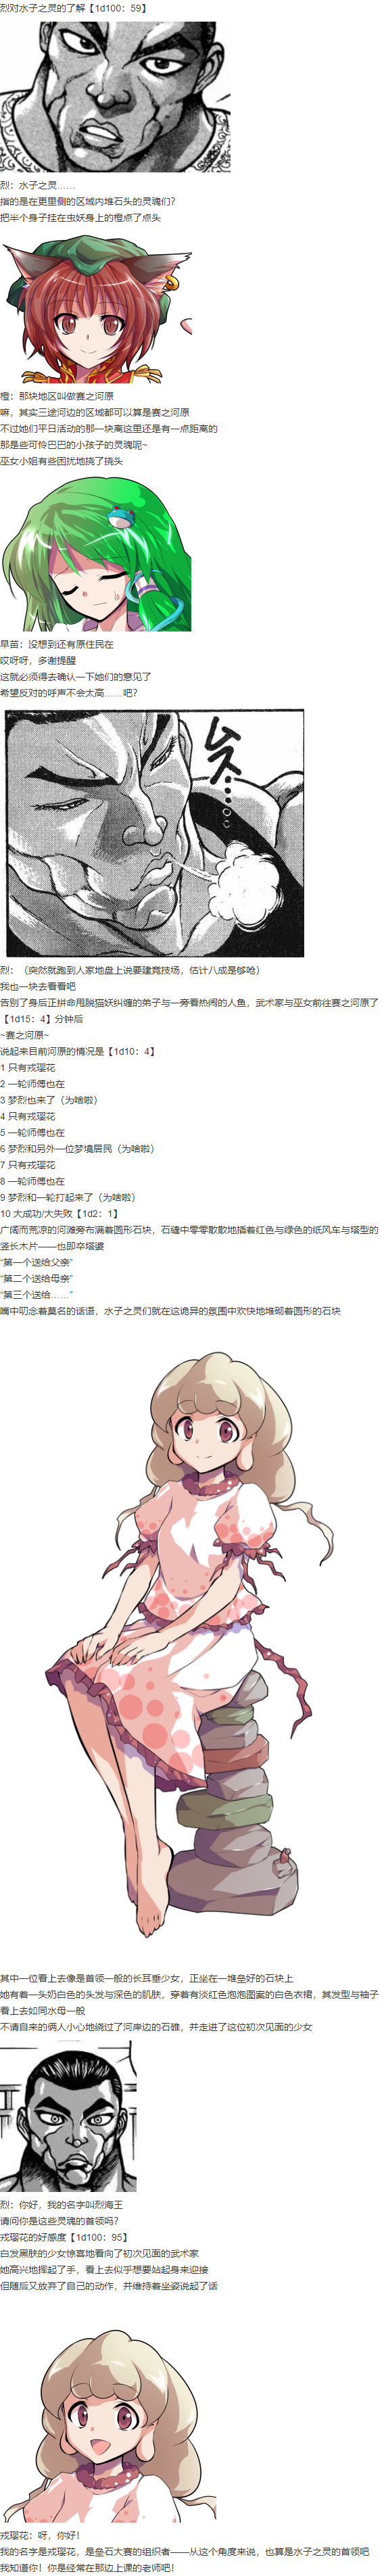 烈对水子之灵的了解【1d100：59】
烈：水子之灵……
指的是在更里侧的区域内堆石头的灵魂们？
把半个身子挂在虫妖身上的橙点了点头
橙：那块地区叫做赛之河原
嘛，其实三途河边的区域都可以算是赛之河原
不过她们平日活动的那一块离这里还是有一点距离的
那是些可怜巴巴的小孩子的灵魂呢~
巫女小姐有些困扰地挠了挠头
早苗：没想到还有原住民在
哎呀呀，多谢提醒
这就必须得去确认一下她们的意见了
希望反对的呼声不会太高……吧？
ムス…
烈：（突然就跑到人家地盘上说要建竞技场，估计八成是够呛）
我也一块去看看吧
告别了身后正拼命甩脱猫妖纠缠的弟子与一旁看热闹的人鱼，武术家与巫女前往赛之河原了
【1d15：4】分钟后
~赛之河原~
说起来目前河原的情况是【1d10：4】
1 只有戎璎花
2 一轮师傅也在
3 梦烈也来了（为啥啦）
4 只有戎璎花
5 一轮师傅也在
6 梦烈和另外一位梦境居民（为啥啦）
7 只有戎璎花
8 一轮师傅也在
9 梦烈和一轮打起来了（为啥啦）
10 大成功/大失败【1d2：1】
广阔而荒凉的河滩旁布满着圆形石块，石缝中零零散散地插着红色与绿色的纸风车与塔型的
竖长木片——也即卒塔婆
“第一个送给父亲”
“第二个送给母亲”
“第三个送给……”
嘴中叨念着莫名的话语，水子之灵们就在这诡异的氛围中欢快地堆砌着圆形的石块
其中一位看上去像是首领一般的长耳垂少女，正坐在一堆垒好的石块上
她有着一头奶白色的头发与深色的肌肤，穿着有淡红色泡泡图案的白色衣裙，其发型与袖子
看上去如同水母一般
不请自来的俩人小心地绕过了河岸边的石碓，并走进了这位初次见面的少女
烈：你好，我的名字叫烈海王
请问你是这些灵魂的首领吗？
戎璎花的好感度【1d100：95】
白发黑肤的少女惊喜地看向了初次见面的武术家
她高兴地挥起了手，看上去似乎想要站起身来迎接
但随后又放弃了自己的动作，并维持着坐姿说起了话
戎璎花：呀，你好！
我的名字是戎璎花，是垒石大赛的组织者——从这个角度来说，也算是水子之灵的首领吧
我知道你！你是经常在那边上课的老师吧！